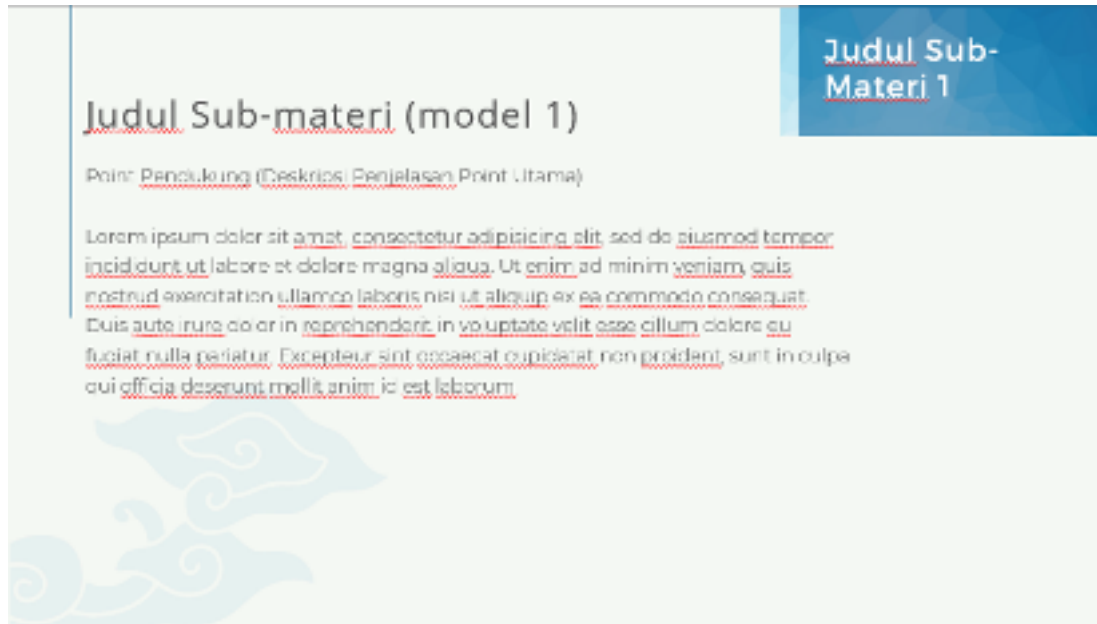 Judul Sub-
Materi 1
Judul Sub-materi (model 1)
Point Pendukung (Deskripsi Penjelasan Point Utama)
Lorem ipsum dolor sit amet, consectetur adipisicing elit, sed do eiusmod tempor
incididunt ut labore et dolore magna aliqua. Ut enim ad minim veniam, quis
nostrud exercitation ullamco laboris nisi ut aliquip ex ea commodo consequat.
Duis aute irure dolor in reprehenderit in voluptate velit esse cillum dolore eu
fugiat nulla pariatur. Excepteur sint occaecat cupidatat non proident, sunt in culpa
qui officia deserunt mollit anim id est laborum.